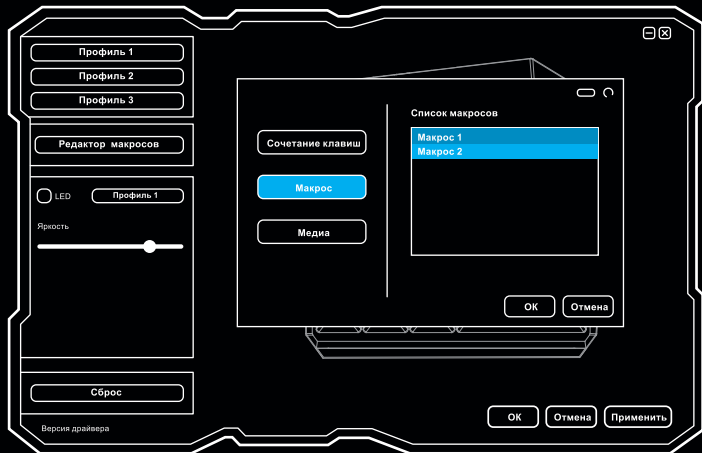 Профиль 1
Профиль 2
Профиль 3
Редактор макросов
LED
Профиль 1
Яркость
Сброс
Версия драйвера
Сочетание клавиш
Макрос
Медиа
Список макросов
Макрос 1
Макрос 2
ОК
Отмена
ОК
Отмена
Применить